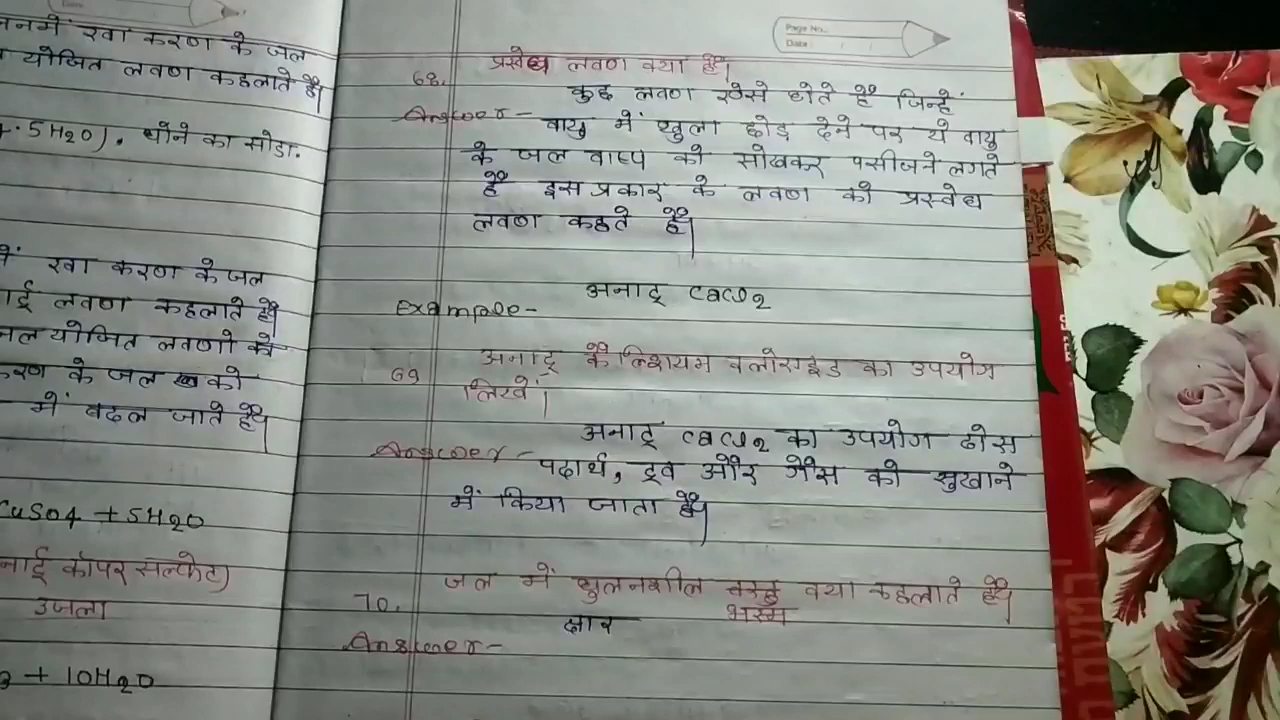 रवा करण के जल
योजित लवण कहलाते है।
5H2O). धोने का सोडा.
रवा करण के जल
लवण कहलाते है।
योजित लवणो को
के जल को
में बदल जाते है।
CuSO4 + 5H2O
कॉपर सल्फेट)
उजला
+ 10H2O
Page No..
Date :
68. प्रस्वेद्य लवण क्या है।
कुछ लवण ऐसे होते है जिन्हें
Answer- वायु में खुला छोड़ देने पर ये वायु
के जल वाष्प को सोखकर पसीजने लगते
है इस प्रकार के लवण को प्रस्वेद्य
लवण कहते है।
अनाद्र cacl2
Example-
69 अनाद्र कैल्शियम क्लोराइड का उपयोग
लिखें।
अनाद्र cacl2 का उपयोग ठोस
Answer- पदार्थ, द्रव और गैस को सुखाने
में किया जाता है।
70. जल में घुलनशील वस्तु क्या कहलाते है।
भस्म
क्षार
Answer-